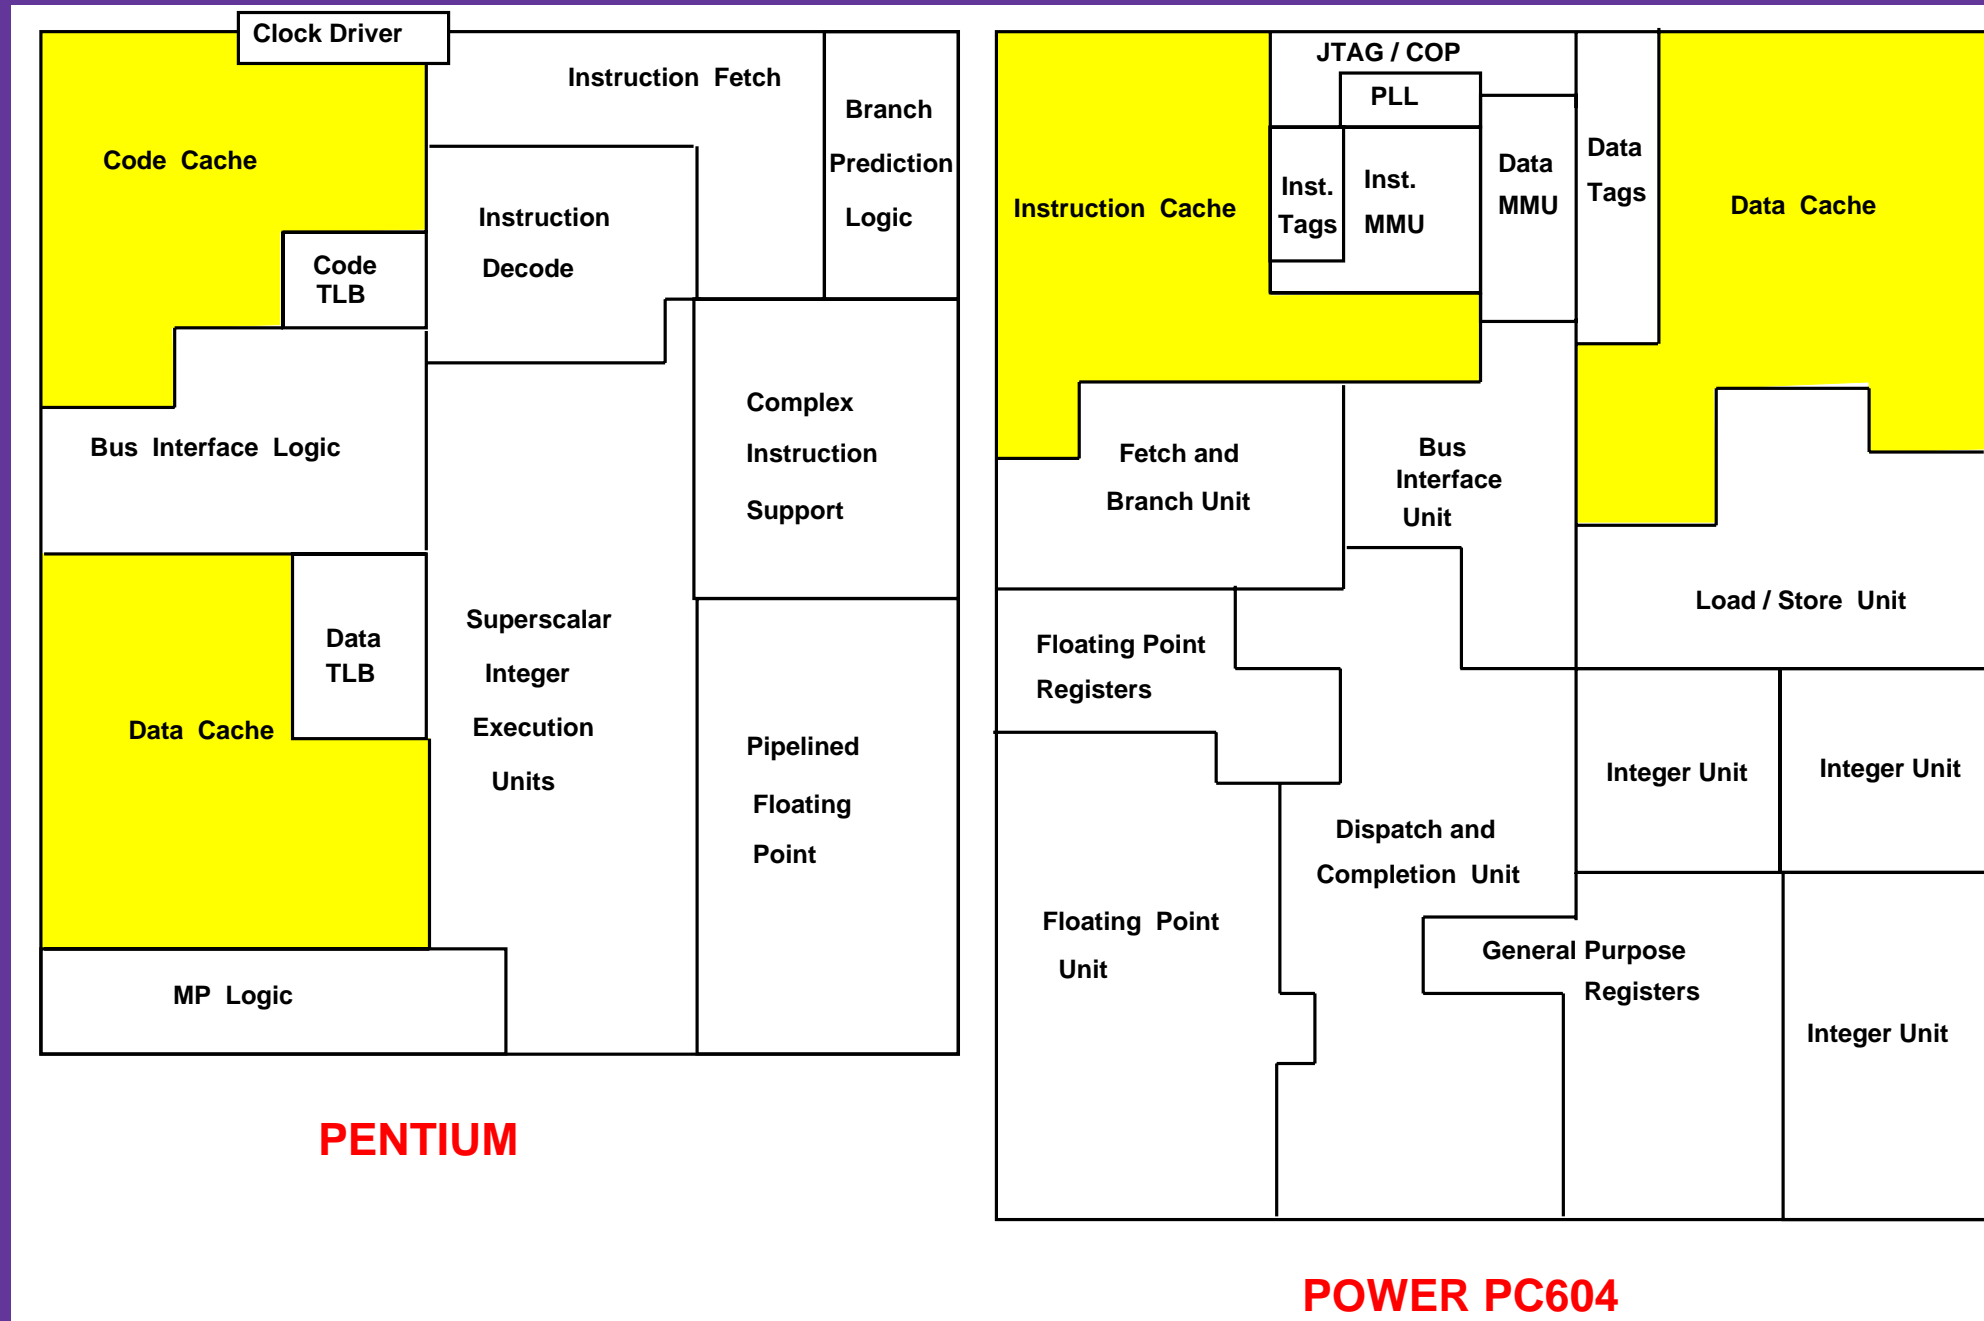 Clock Driver
Instruction Fetch
Branch
Prediction
Logic
Code Cache
Instruction
Decode
Code
TLB
Bus Interface Logic
Complex
Instruction
Support
Data
TLB
Data Cache
Superscalar
Integer
Execution
Units
Pipelined
Floating
Point
MP Logic
PENTIUM
JTAG / COP
PLL
Instruction Cache
Inst.
Tags
Inst.
MMU
Data
MMU
Data
Tags
Data Cache
Fetch and
Branch Unit
Bus
Interface
Unit
Load / Store Unit
Floating Point
Registers
Integer Unit
Integer Unit
Dispatch and
Completion Unit
Floating Point
Unit
General Purpose
Registers
Integer Unit
POWER PC604